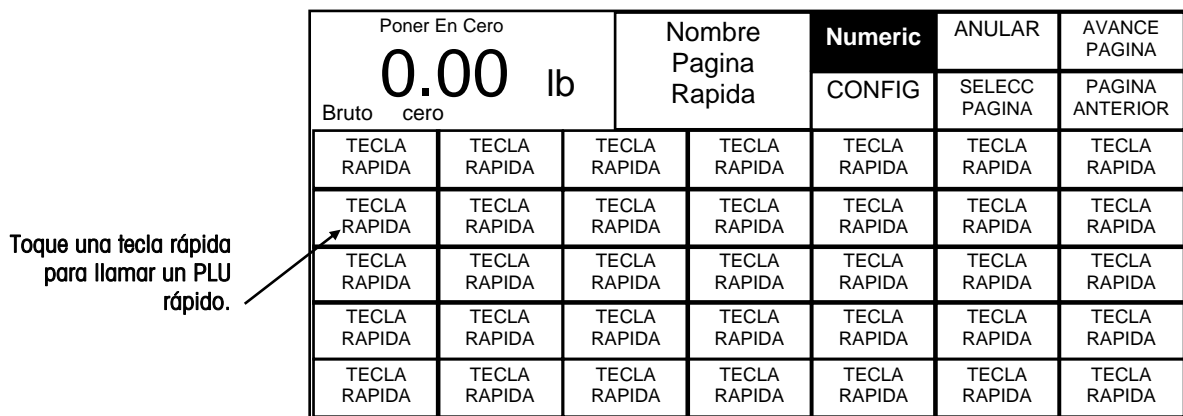 Poner En Cero
0.00 lb
Bruto cero
Nombre
Pagina
Rapida
Numeric
ANULAR
AVANCE
PAGINA
CONFIG
SELECC
PAGINA
PAGINA
ANTERIOR
TECLA TECLA TECLA TECLA TECLA TECLA TECLA
RAPIDA RAPIDA RAPIDA RAPIDA RAPIDA RAPIDA RAPIDA
TECLA TECLA TECLA TECLA TECLA TECLA TECLA
RAPIDA RAPIDA RAPIDA RAPIDA RAPIDA RAPIDA RAPIDA
TECLA TECLA TECLA TECLA TECLA TECLA TECLA
RAPIDA RAPIDA RAPIDA RAPIDA RAPIDA RAPIDA RAPIDA
TECLA TECLA TECLA TECLA TECLA TECLA TECLA
RAPIDA RAPIDA RAPIDA RAPIDA RAPIDA RAPIDA RAPIDA
TECLA TECLA TECLA TECLA TECLA TECLA TECLA
RAPIDA RAPIDA RAPIDA RAPIDA RAPIDA RAPIDA RAPIDA
Toque una tecla rápida
para llamar un PLU
rápido.